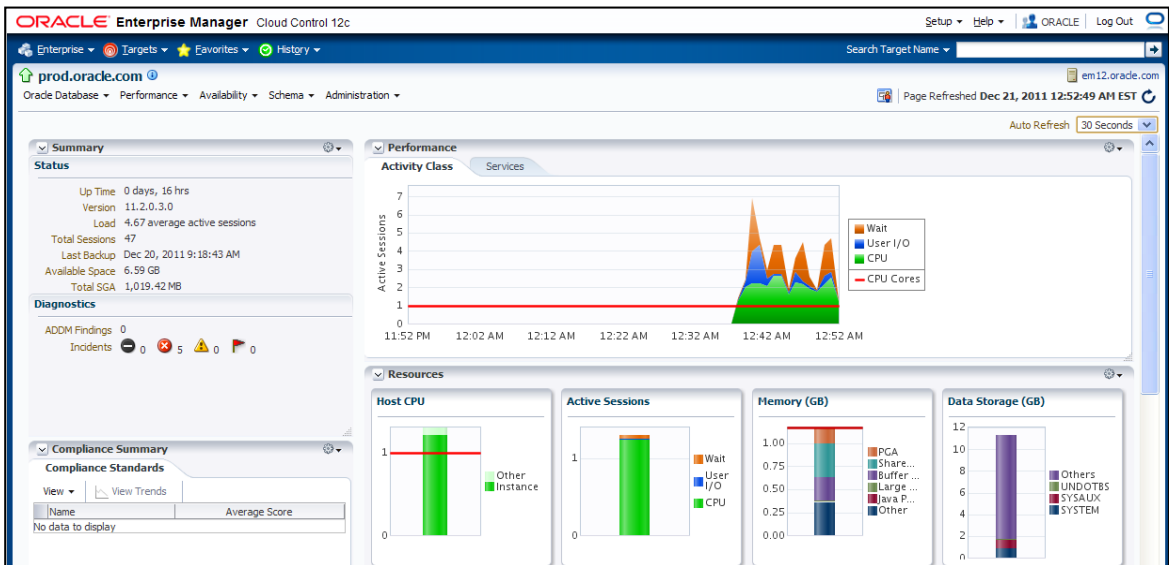 ORACLE Enterprise Manager Cloud Control 12c
Setup Help ORACLE Log Out
Enterprise Targets Favorites History
Search Target Name
prod.oracle.com
em12.oracle.com
Oracle Database Performance Availability Schema Administration
Page Refreshed Dec 21, 2011 12:52:49 AM EST
Auto Refresh 30 Seconds
Summary
Status
Up Time 0 days, 16 hrs
Version 11.2.0.3.0
Load 4.67 average active sessions
Total Sessions 47
Last Backup Dec 20, 2011 9:18:43 AM
Available Space 6.59 GB
Total SGA 1,019.42 MB
Diagnostics
ADDM Findings 0
Incidents 0 5 0 0
Compliance Summary
Compliance Standards
View View Trends
Name Average Score
No data to display
Performance
Activity Class Services
Active Sessions
7
6
5
4
3
2
1
0
11:52 PM 12:02 AM 12:12 AM 12:22 AM 12:32 AM 12:42 AM 12:52 AM
Wait
User I/O
CPU
CPU Cores
Resources
Host CPU
1
0
Other
Instance
Active Sessions
1
0
Wait
User
I/O
CPU
Memory (GB)
1.00
0.75
0.50
0.25
0.00
PGA
Share...
Buffer ...
Large ...
Java P...
Other
Data Storage (GB)
12
10
8
6
4
2
0
Others
UNDOTBS
SYSAUX
SYSTEM